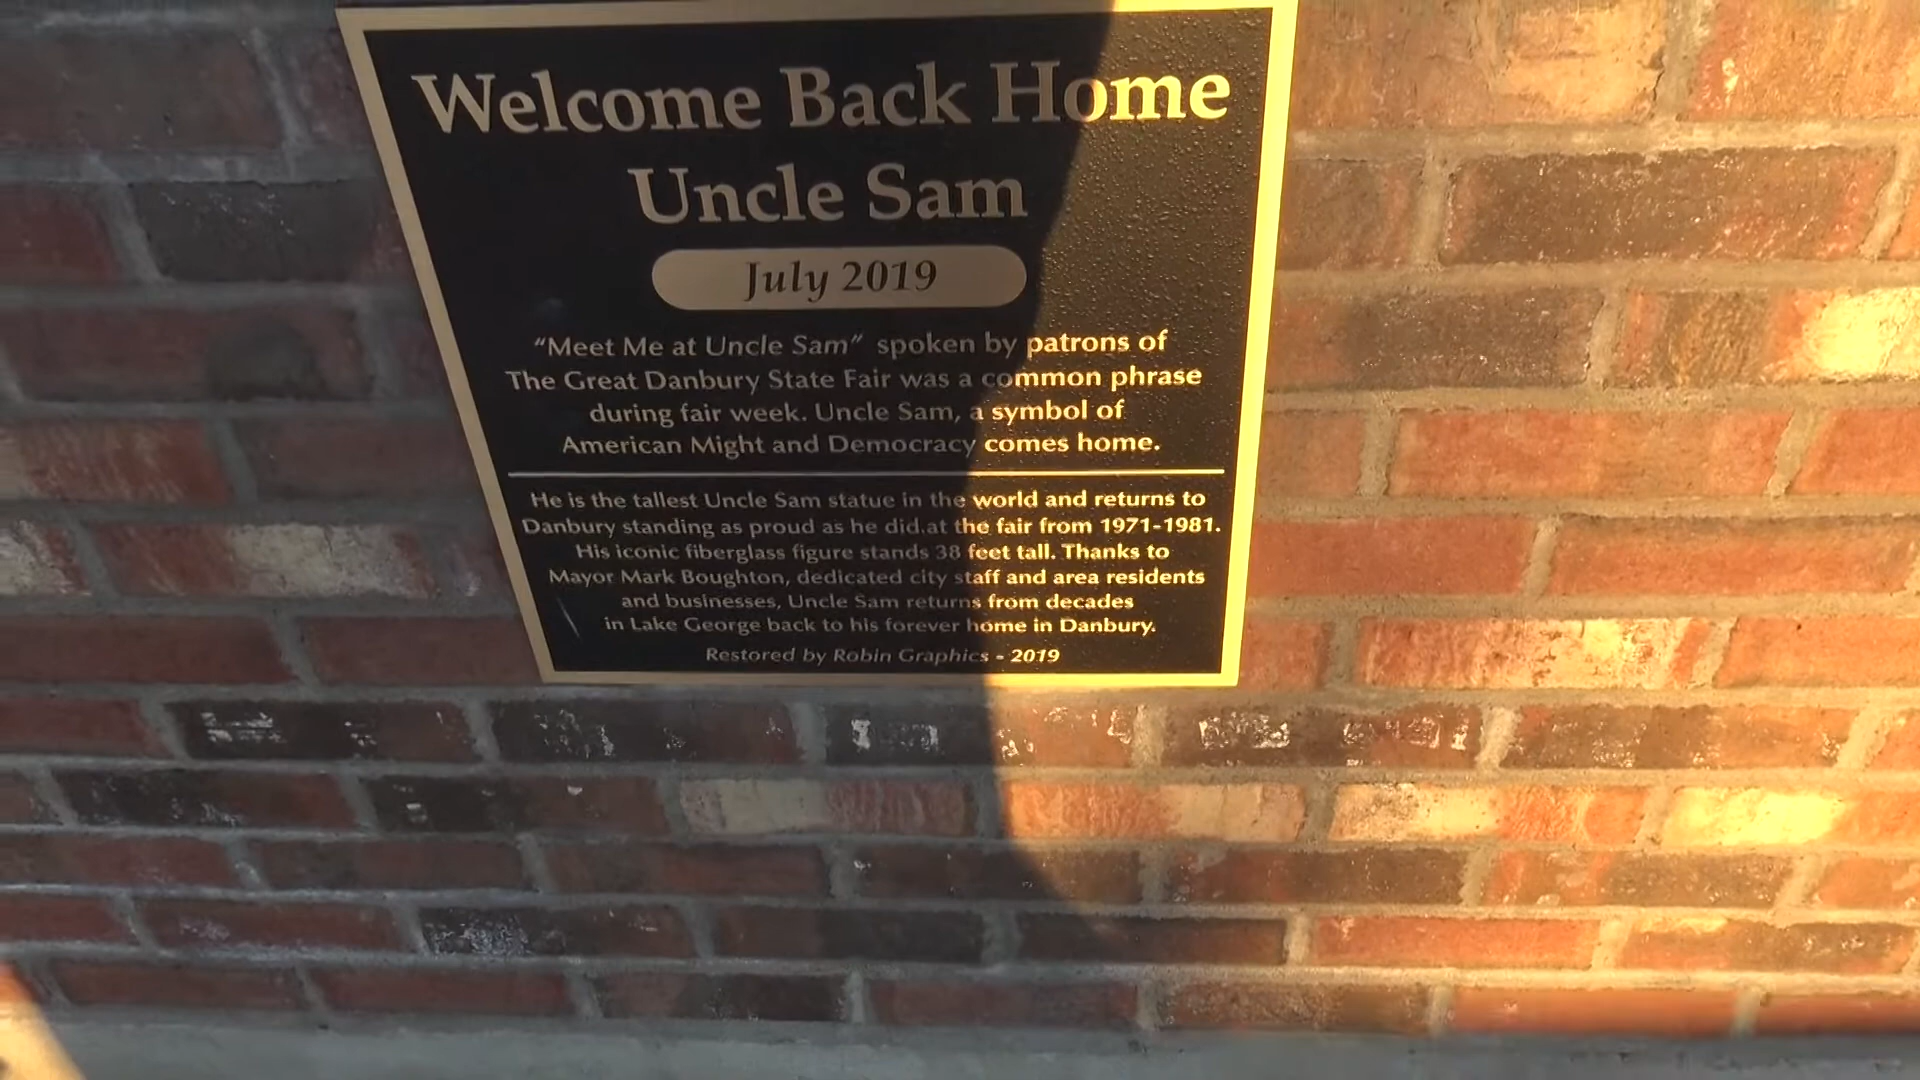 Welcome Back Home
Uncle Sam
July 2019
“Meet Me at Uncle Sam” spoken by patrons of
The Great Danbury State Fair was a common phrase
during fair week. Uncle Sam, a symbol of
American Might and Democracy comes home.
He is the tallest Uncle Sam statue in the world and returns to
Danbury standing as proud as he did.at the fair from 1971-1981.
His iconic fiberglass figure stands 38 feet tall. Thanks to
Mayor Mark Boughton, dedicated city staff and area residents
and businesses, Uncle Sam returns from decades
in Lake George back to his forever home in Danbury.
Restored by Robin Graphics - 2019